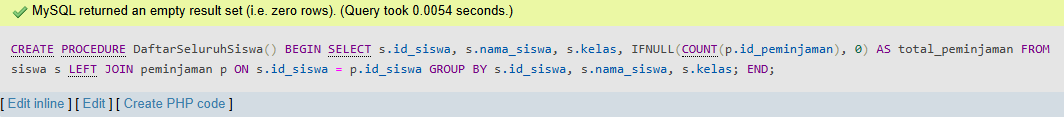 MySQL returned an empty result set (i.e. zero rows). (Query took 0.0054 seconds.)
CREATE PROCEDURE DaftarSeluruhSiswa() BEGIN SELECT s.id_siswa, s.nama_siswa, s.kelas, IFNULL(COUNT(p.id_peminjaman), 0) AS total_peminjaman FROM
siswa s LEFT JOIN peminjaman p ON s.id_siswa = p.id_siswa GROUP BY s.id_siswa, s.nama_siswa, s.kelas; END;
[ Edit inline ] [ Edit ] [ Create PHP code ]